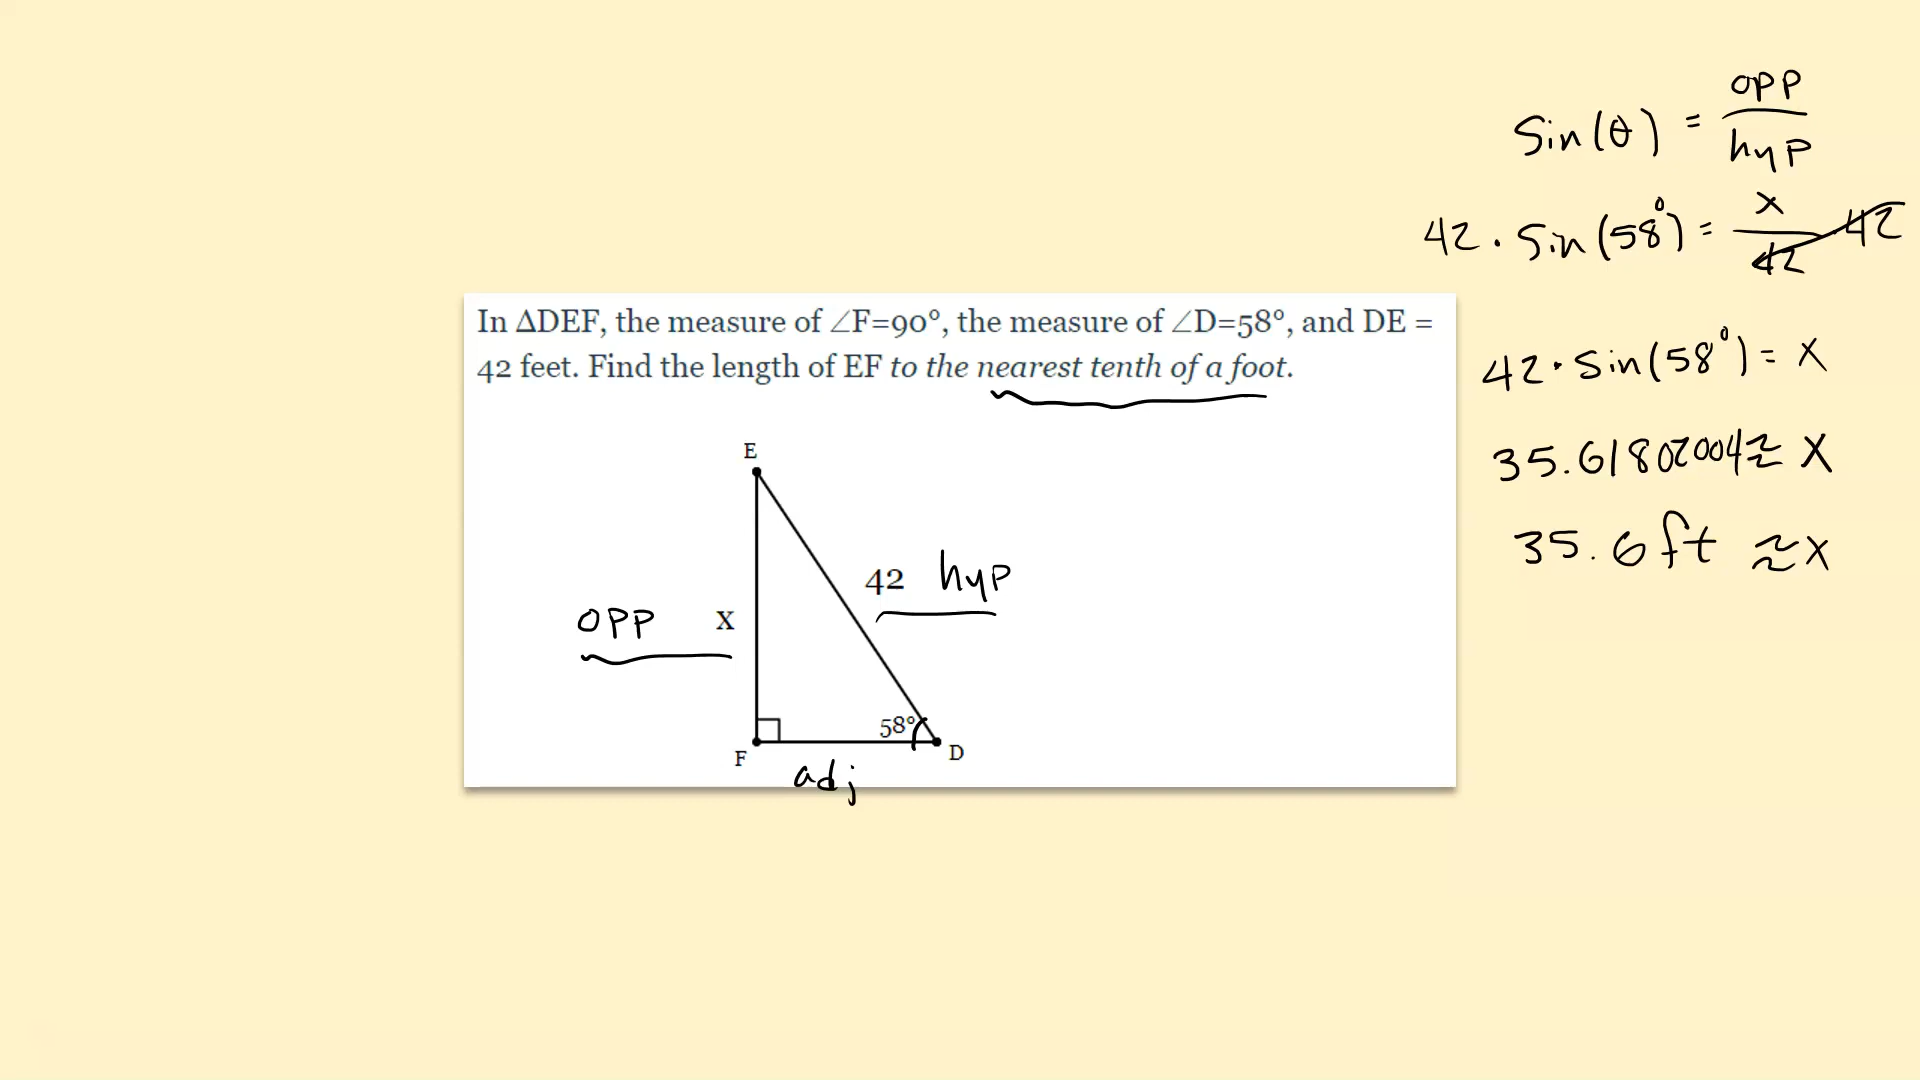 In ΔDEF, the measure of ∠F=90°, the measure of ∠D=58°, and DE =
42 feet. Find the length of EF to the nearest tenth of a foot.
E
42 hyp
opp x
58°
F
D
adj
Sin(θ) = opp/hyp
42 · Sin(58°) = x/42 · 42
42 · Sin(58°) = x
35.61802004 ≈ x
35.6 ft ≈ x